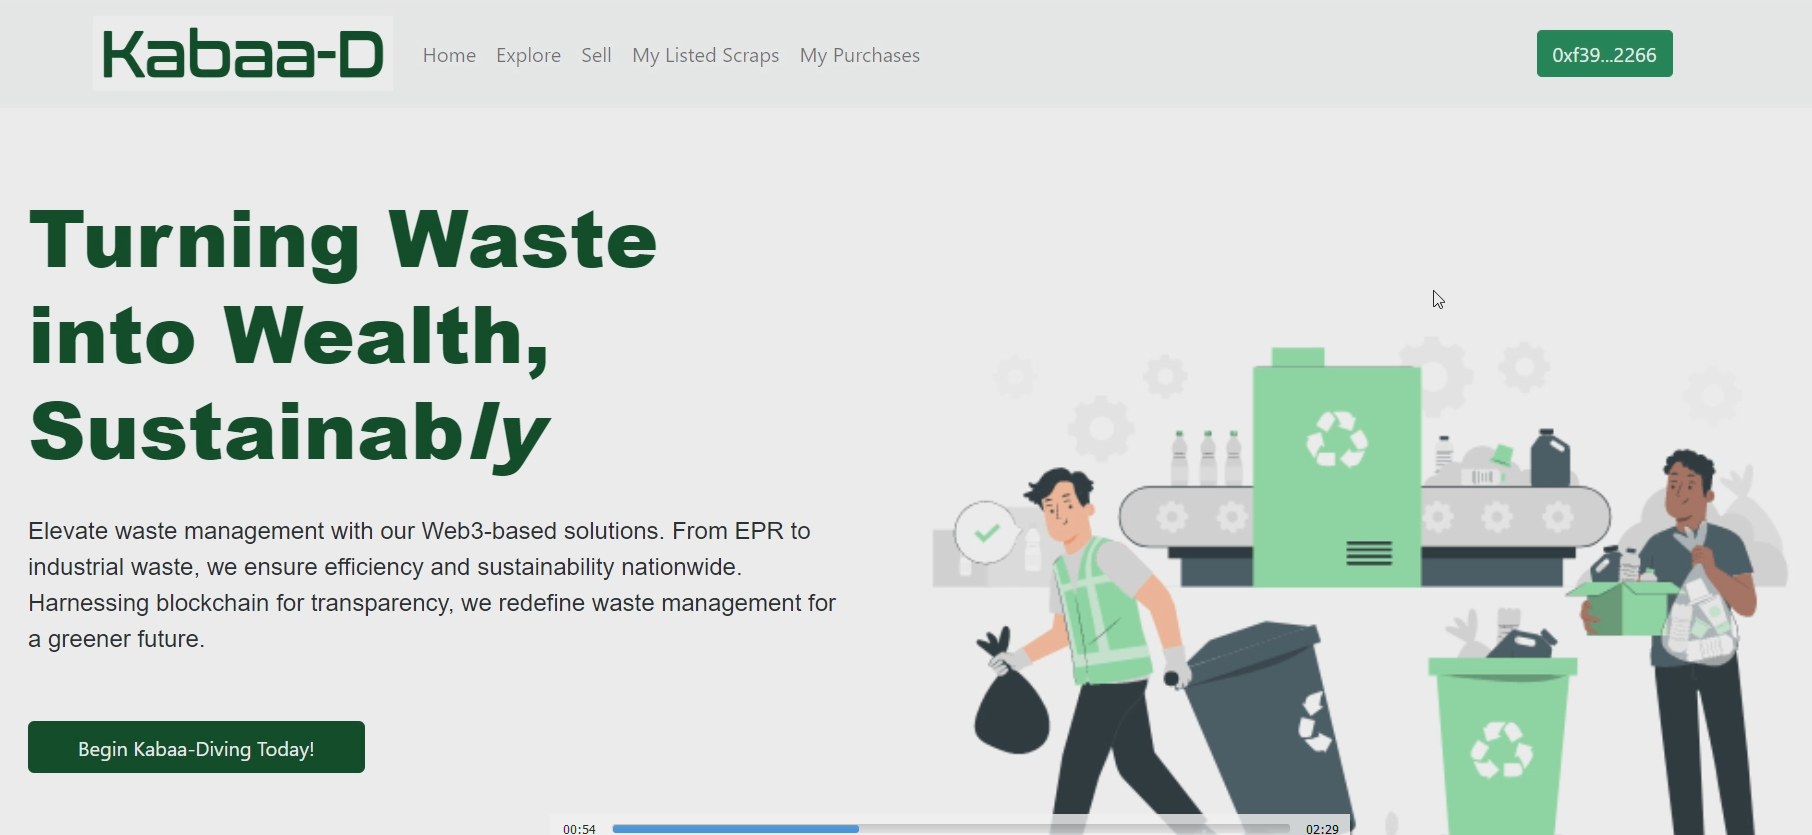 Kabaa-D
Home Explore Sell My Listed Scraps My Purchases
0xf39...2266
Turning Waste
into Wealth,
Sustainably
Elevate waste management with our Web3-based solutions. From EPR to
industrial waste, we ensure efficiency and sustainability nationwide.
Harnessing blockchain for transparency, we redefine waste management for
a greener future.
Begin Kabaa-Diving Today!
00:54
02:29